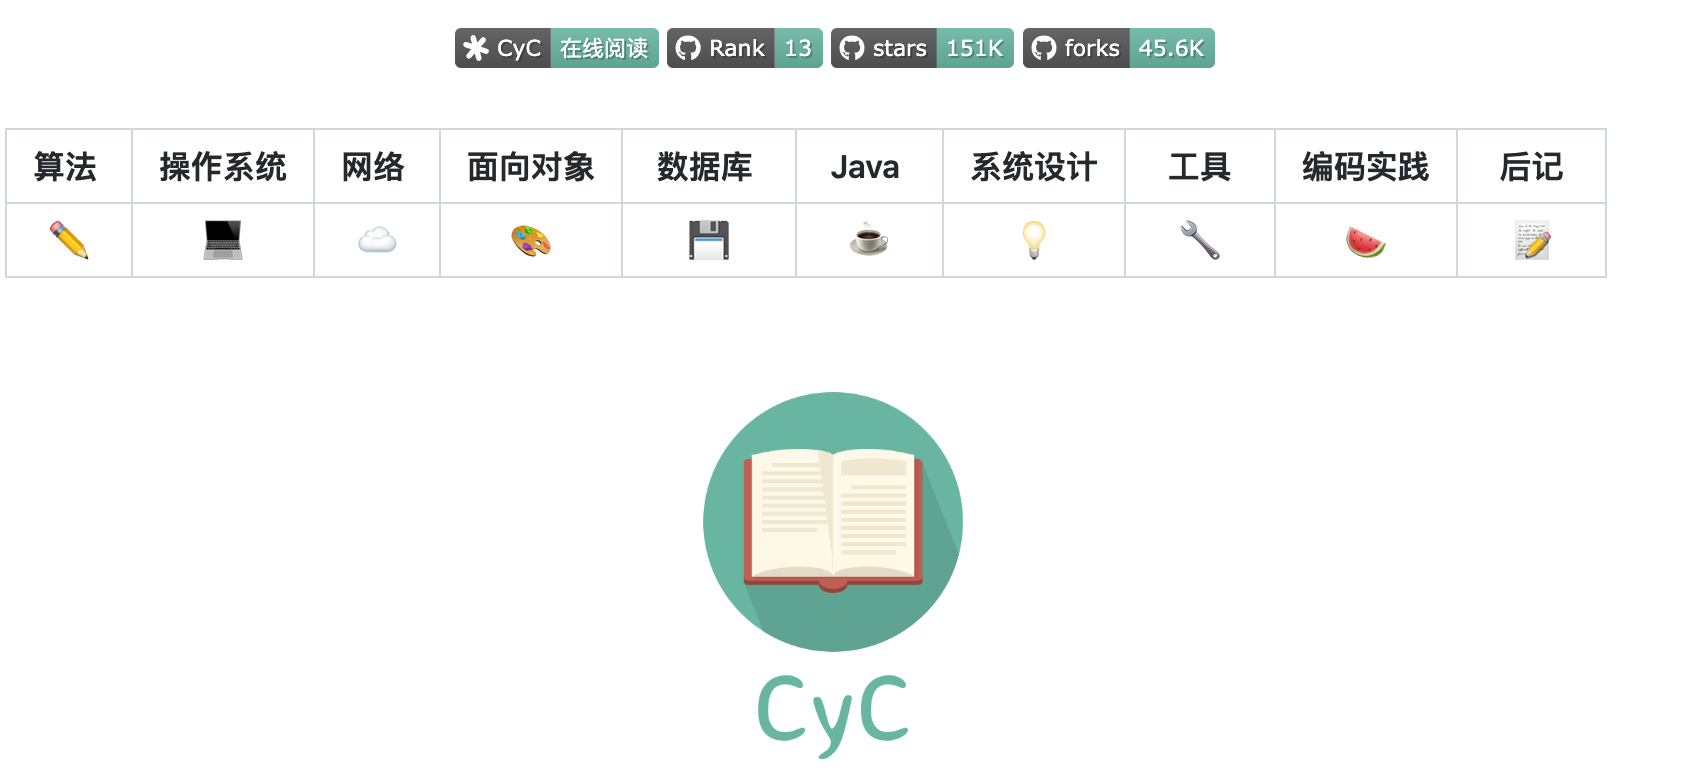 CyC 在线阅读 Rank 13 stars 151K forks 45.6K
算法 操作系统 网络 面向对象 数据库 Java 系统设计 工具 编码实践 后记
CyC